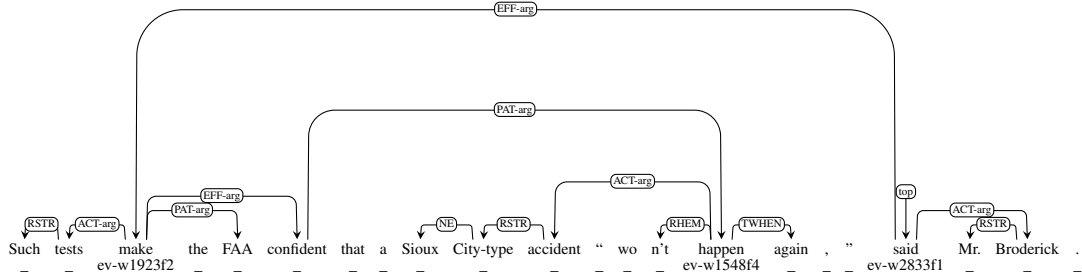 EFF-arg
PAT-arg
EFF-arg
PAT-arg
ACT-arg
top
RSTR ACT-arg NE RSTR RHEM TWHEN ACT-arg RSTR
Such tests make the FAA confident that a Sioux City-type accident “ wo n't happen again , ” said Mr. Broderick .
_ _ ev-w1923f2 _ _ _ _ _ _ _ _ _ _ _ ev-w1548f4 _ _ _ ev-w2833f1 _ _ _